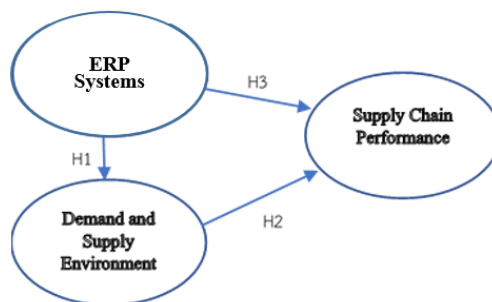 ERP
Systems
H3
Supply Chain
Performance
H1
Demand and
Supply
Environment
H2